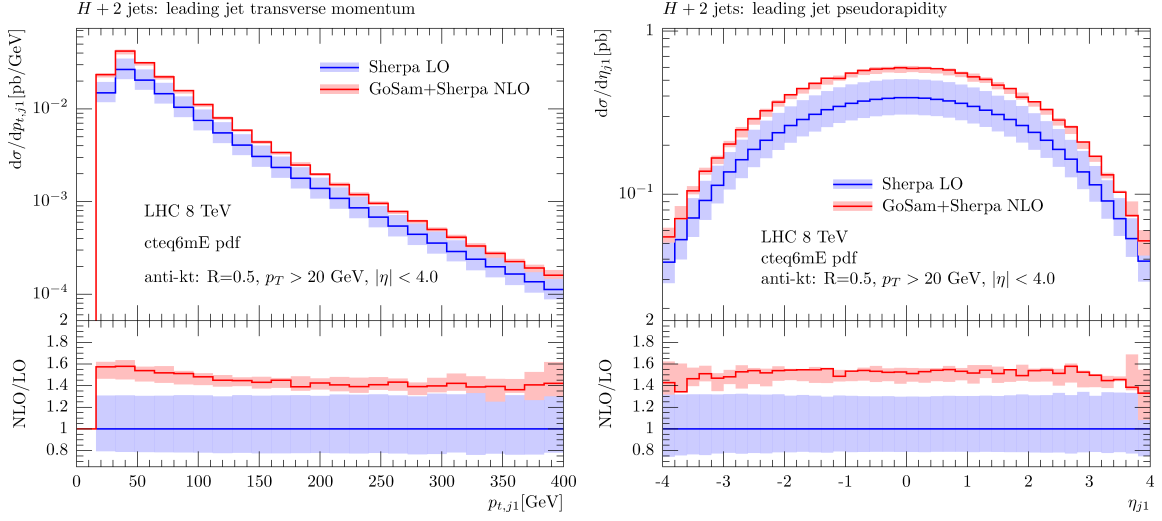 H + 2 jets: leading jet transverse momentum
dσ/dp_{t,j1}[pb/GeV]
10^{-2}
10^{-3}
10^{-4}
Sherpa LO
GoSam+Sherpa NLO
LHC 8 TeV
cteq6mE pdf
anti-kt: R=0.5, p_T > 20 GeV, |η| < 4.0
NLO/LO
2
1.8
1.6
1.4
1.2
1
0.8
0 50 100 150 200 250 300 350 400
p_{t,j1}[GeV]
H + 2 jets: leading jet pseudorapidity
dσ/dη_{j1}[pb]
1
10^{-1}
Sherpa LO
GoSam+Sherpa NLO
LHC 8 TeV
cteq6mE pdf
anti-kt: R=0.5, p_T > 20 GeV, |η| < 4.0
NLO/LO
2
1.8
1.6
1.4
1.2
1
0.8
-4 -3 -2 -1 0 1 2 3 4
η_{j1}